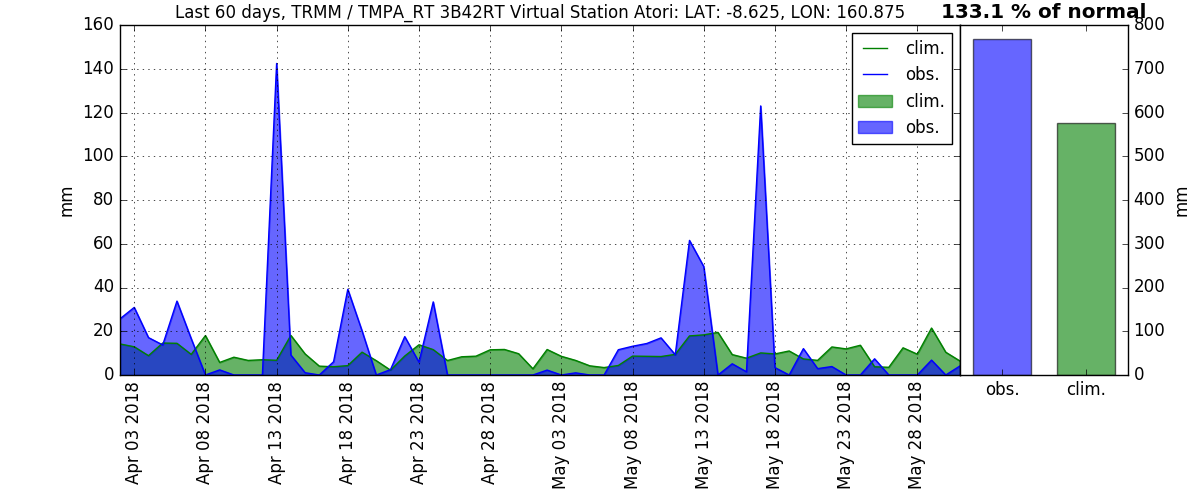 Last 60 days, TRMM / TMPA_RT 3B42RT Virtual Station Atori: LAT: -8.625, LON: 160.875
133.1 % of normal
160
140
120
100
80
60
40
20
0
mm
clim.
obs.
clim.
obs.
800
700
600
500
400
300
200
100
0
mm
Apr 03 2018
Apr 08 2018
Apr 13 2018
Apr 18 2018
Apr 23 2018
Apr 28 2018
May 03 2018
May 08 2018
May 13 2018
May 18 2018
May 23 2018
May 28 2018
obs.
clim.